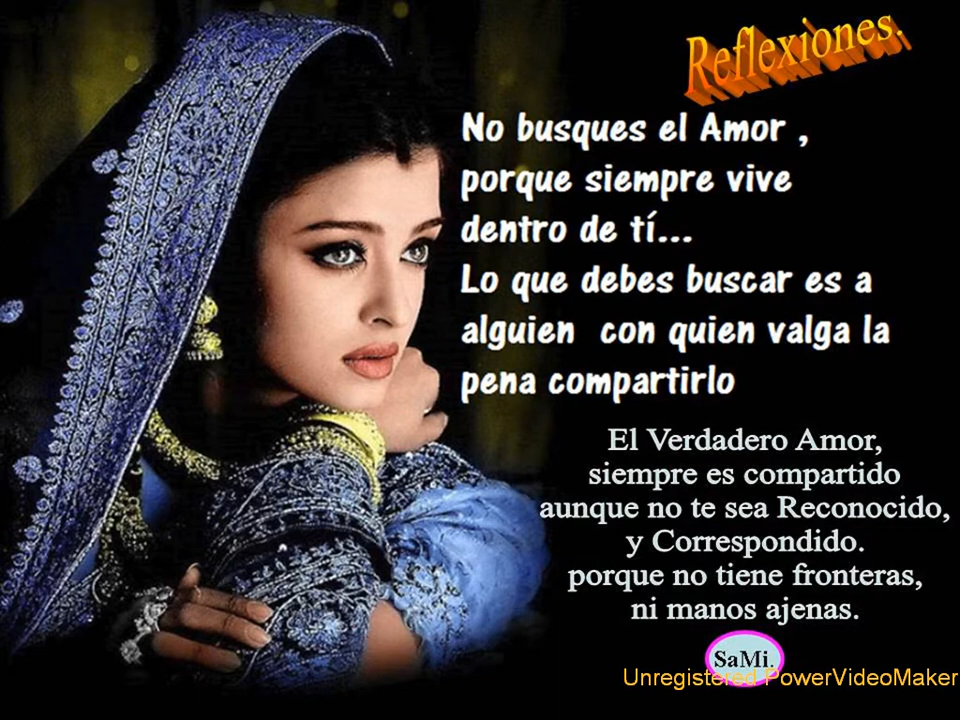 Reflexiones.
No busques el Amor ,
porque siempre vive
dentro de tí...
Lo que debes buscar es a
alguien con quien valga la
pena compartirlo
El Verdadero Amor,
siempre es compartido
aunque no te sea Reconocido,
y Correspondido.
porque no tiene fronteras,
ni manos ajenas.
SaMi.
Unregistered PowerVideoMaker